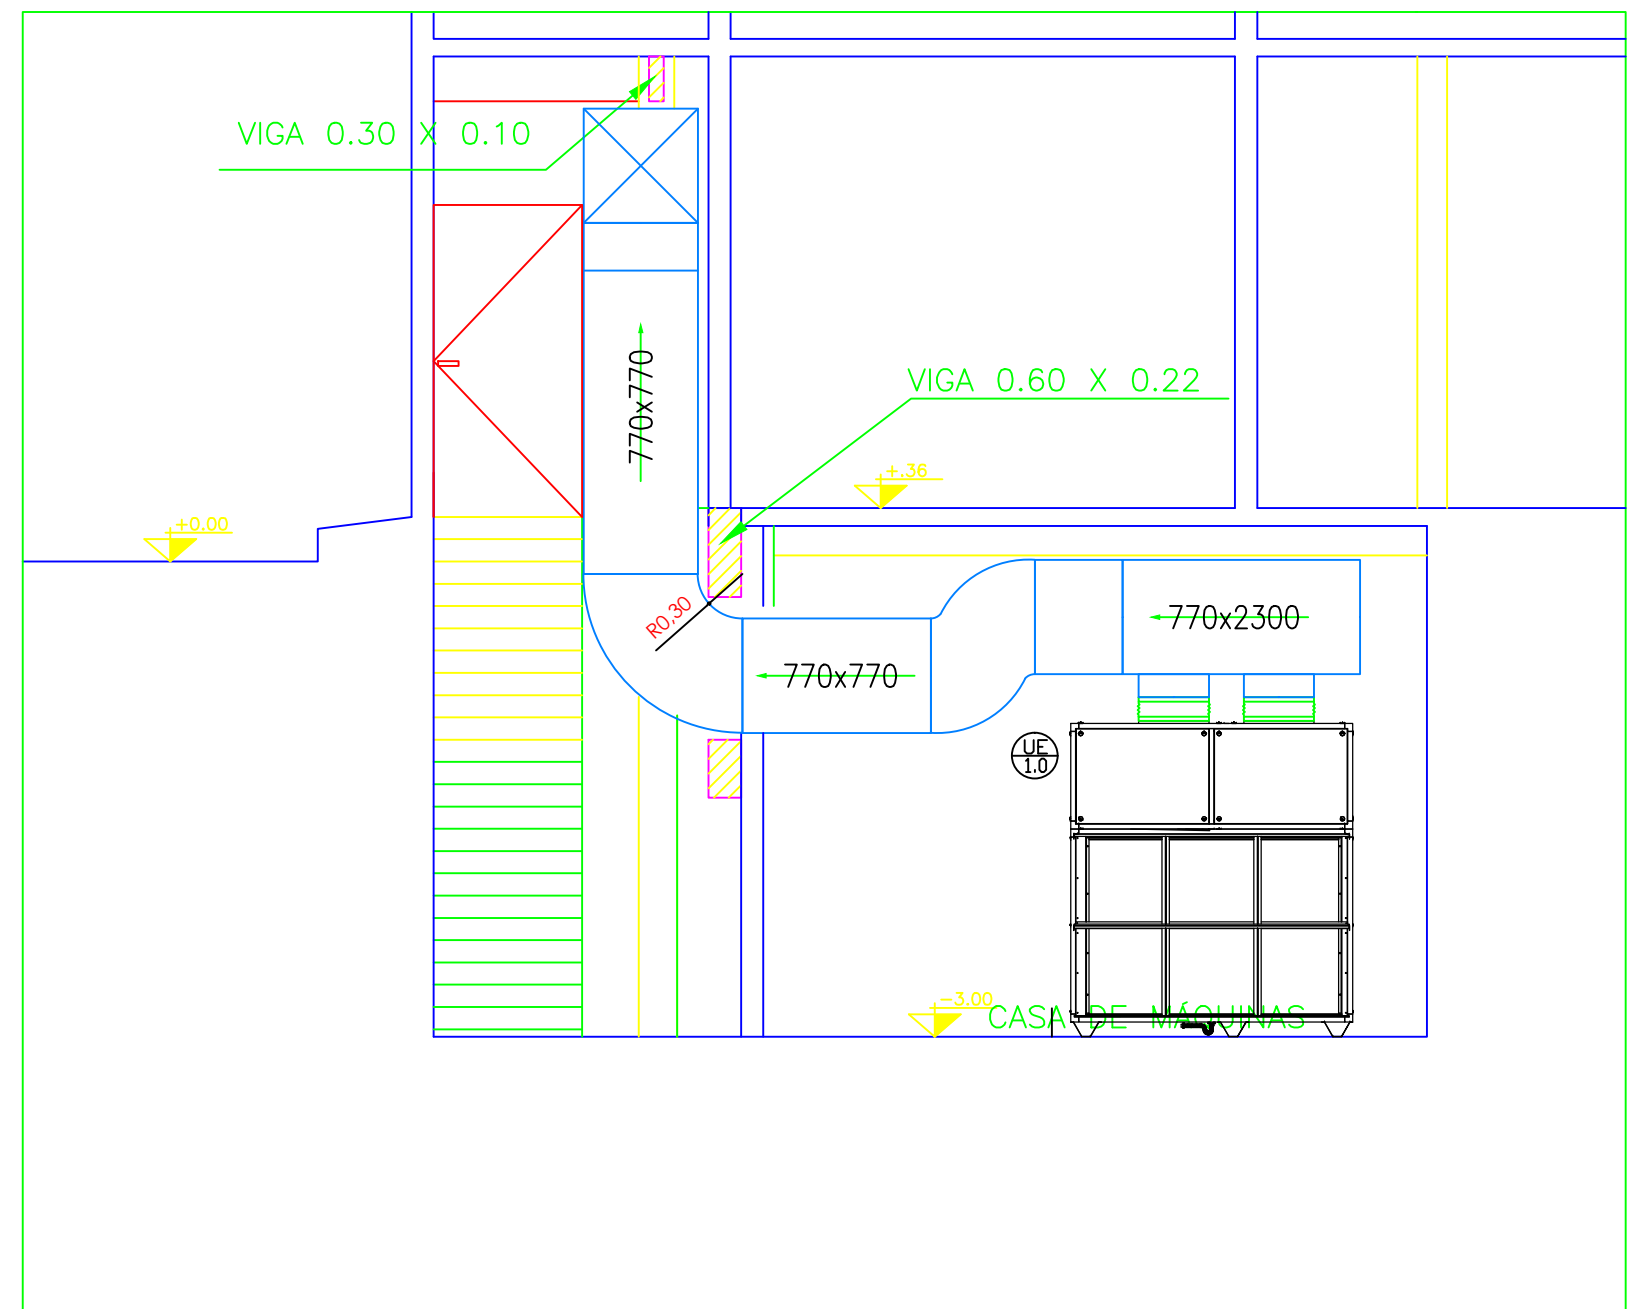 VIGA 0.30 X 0.10
770x770
VIGA 0.60 X 0.22
+.36
+0.00
R0,30
770x2300
770x770
UE
1.0
-3.00
CASA DE MÁQUINAS